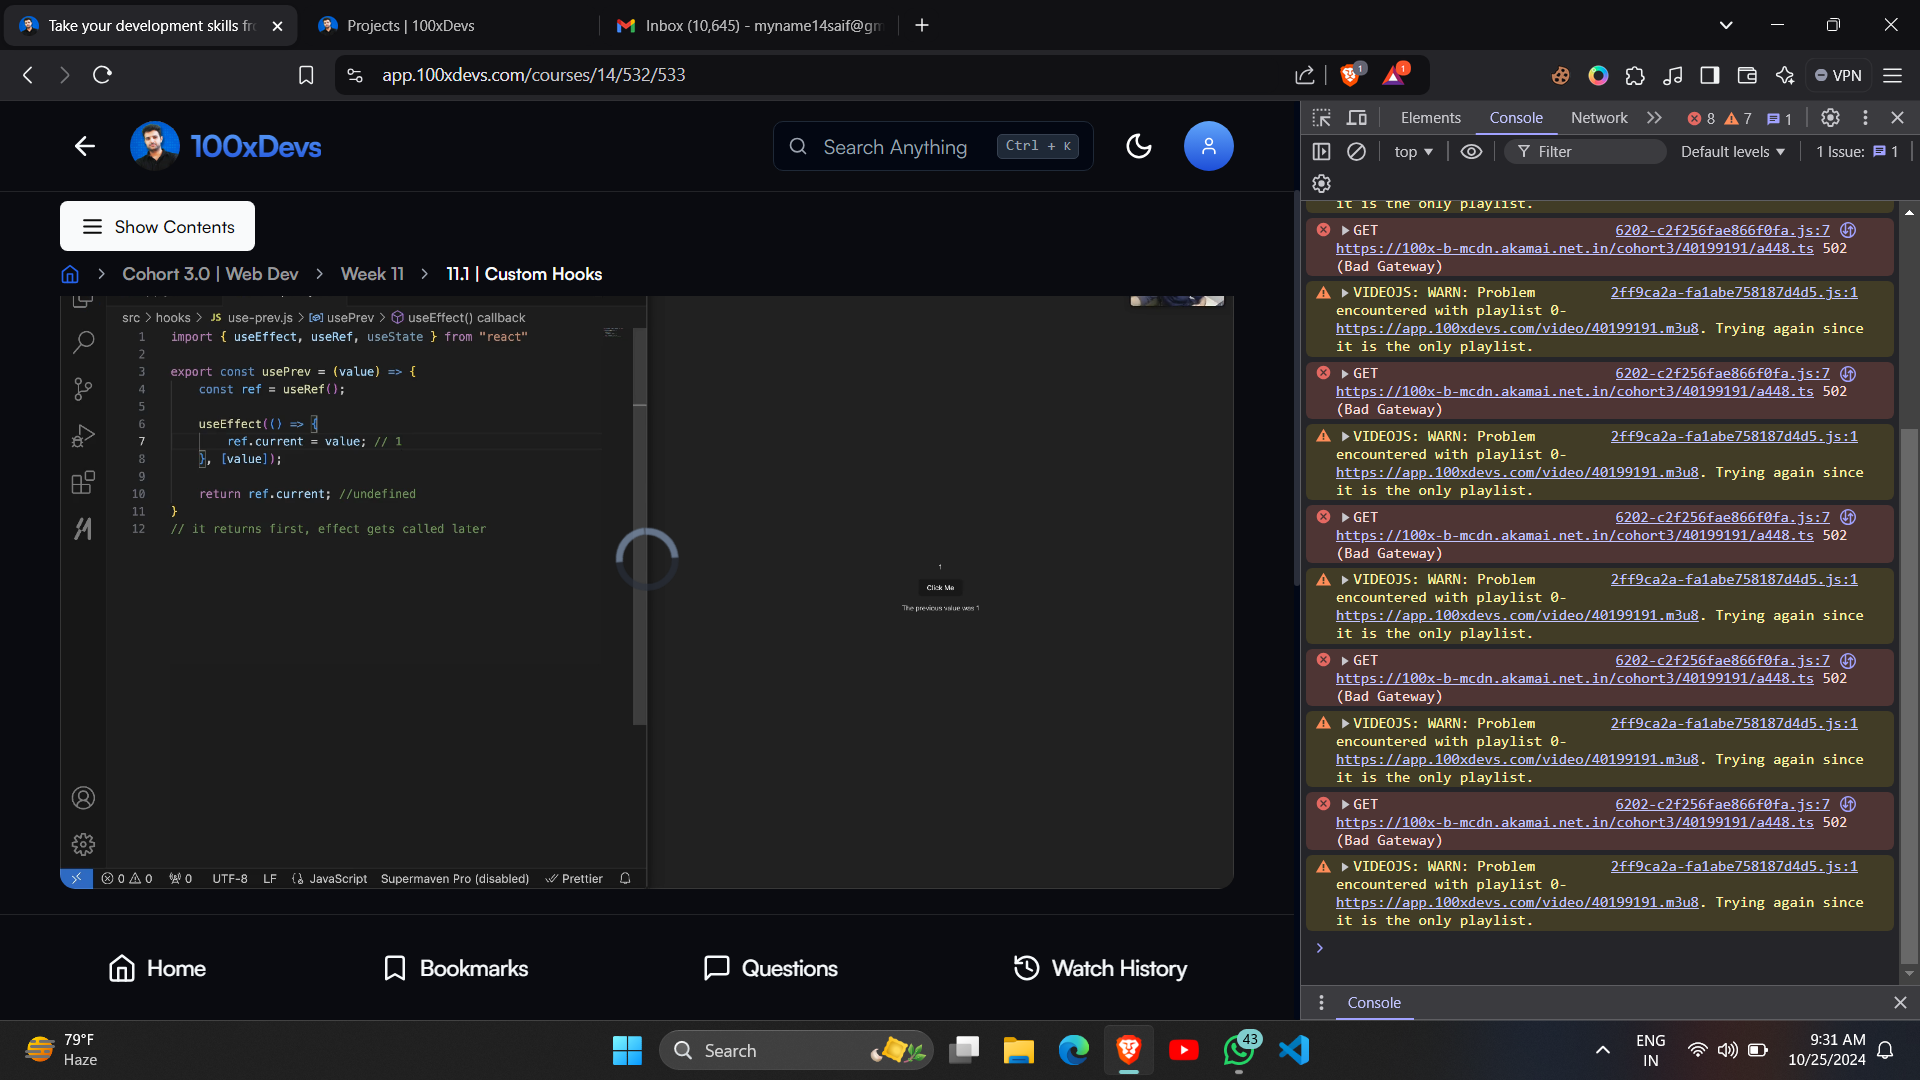 Take your development skills fr
Projects | 100xDevs
Inbox (10,645) - myname14saif@gm
app.100xdevs.com/courses/14/532/533
1
1
VPN
100xDevs
Search Anything
Ctrl + K
Show Contents
Cohort 3.0 | Web Dev
Week 11
11.1 | Custom Hooks
src > hooks > JS use-prev.js > usePrev > useEffect() callback
1 import { useEffect, useRef, useState } from "react"
2
3 export const usePrev = (value) => {
4 const ref = useRef();
5
6 useEffect(() => {
7 ref.current = value; // 1
8 }, [value]);
9
10 return ref.current; //undefined
11 }
12 // it returns first, effect gets called later
1
Click Me
The previous value was 1
0 0 0 UTF-8 LF JavaScript Supermaven Pro (disabled) Prettier
Home
Bookmarks
Questions
Watch History
Elements
Console
Network
8 7 1
top
Filter
Default levels
1 Issue: 1
it is the only playlist.
GET 6202-c2f256fae866f0fa.js:7
https://100x-b-mcdn.akamai.net.in/cohort3/40199191/a448.ts 502
(Bad Gateway)
VIDEOJS: WARN: Problem 2ff9ca2a-fa1abe758187d4d5.js:1
encountered with playlist 0-
https://app.100xdevs.com/video/40199191.m3u8. Trying again since
it is the only playlist.
GET 6202-c2f256fae866f0fa.js:7
https://100x-b-mcdn.akamai.net.in/cohort3/40199191/a448.ts 502
(Bad Gateway)
VIDEOJS: WARN: Problem 2ff9ca2a-fa1abe758187d4d5.js:1
encountered with playlist 0-
https://app.100xdevs.com/video/40199191.m3u8. Trying again since
it is the only playlist.
GET 6202-c2f256fae866f0fa.js:7
https://100x-b-mcdn.akamai.net.in/cohort3/40199191/a448.ts 502
(Bad Gateway)
VIDEOJS: WARN: Problem 2ff9ca2a-fa1abe758187d4d5.js:1
encountered with playlist 0-
https://app.100xdevs.com/video/40199191.m3u8. Trying again since
it is the only playlist.
GET 6202-c2f256fae866f0fa.js:7
https://100x-b-mcdn.akamai.net.in/cohort3/40199191/a448.ts 502
(Bad Gateway)
VIDEOJS: WARN: Problem 2ff9ca2a-fa1abe758187d4d5.js:1
encountered with playlist 0-
https://app.100xdevs.com/video/40199191.m3u8. Trying again since
it is the only playlist.
GET 6202-c2f256fae866f0fa.js:7
https://100x-b-mcdn.akamai.net.in/cohort3/40199191/a448.ts 502
(Bad Gateway)
VIDEOJS: WARN: Problem 2ff9ca2a-fa1abe758187d4d5.js:1
encountered with playlist 0-
https://app.100xdevs.com/video/40199191.m3u8. Trying again since
it is the only playlist.
Console
79°F
Haze
Search
43
ENG
IN
9:31 AM
10/25/2024